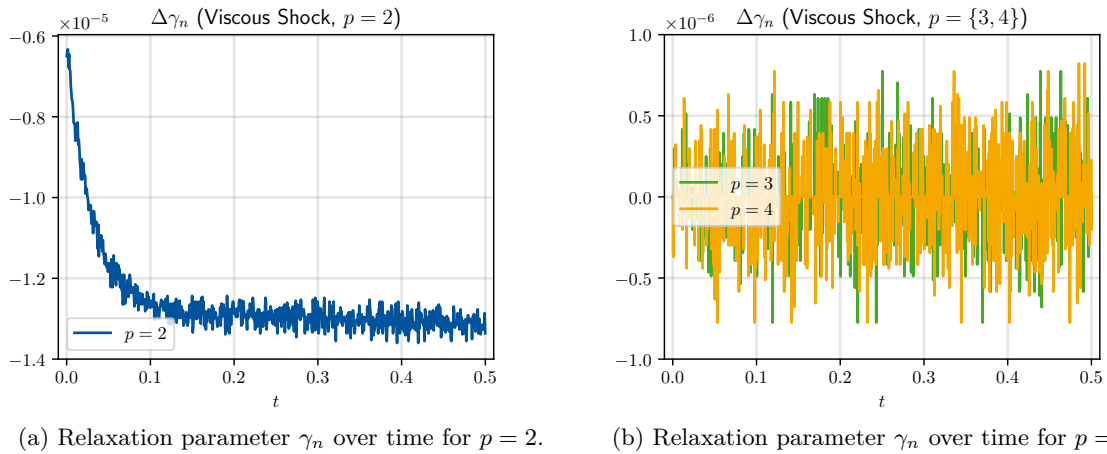 ×10⁻⁵
Δγₙ (Viscous Shock, p = 2)
−0.6
−0.8
−1.0
−1.2
−1.4
0.0 0.1 0.2 0.3 0.4 0.5
t
p = 2
(a) Relaxation parameter γₙ over time for p = 2.
×10⁻⁶
Δγₙ (Viscous Shock, p = {3, 4})
1.0
0.5
0.0
−0.5
−1.0
0.0 0.1 0.2 0.3 0.4 0.5
t
p = 3
p = 4
(b) Relaxation parameter γₙ over time for p =